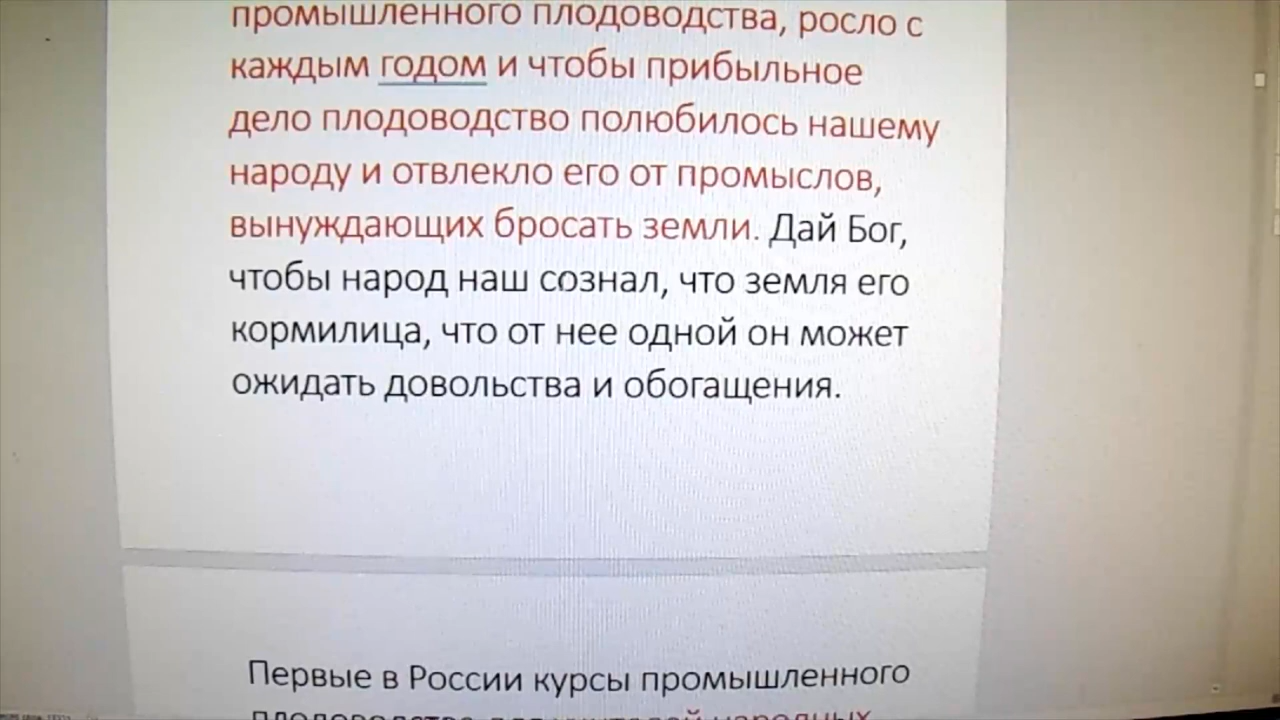 промышленного плодоводства, росло с
каждым годом и чтобы прибыльное
дело плодоводство полюбилось нашему
народу и отвлекло его от промыслов,
вынуждающих бросать земли. Дай Бог,
чтобы народ наш сознал, что земля его
кормилица, что от нее одной он может
ожидать довольства и обогащения.
Первые в России курсы промышленного